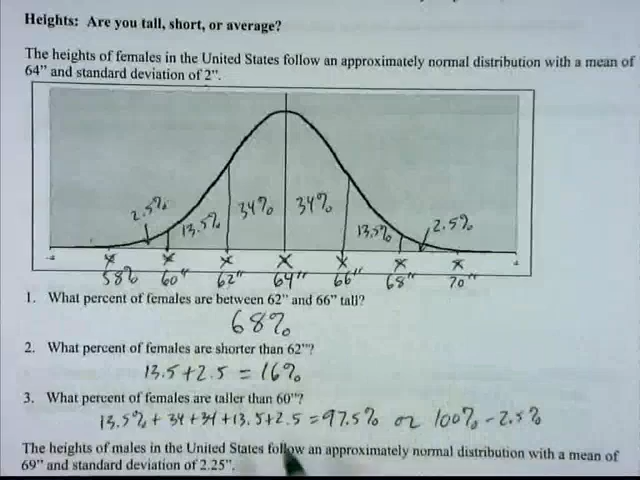 Heights: Are you tall, short, or average?
The heights of females in the United States follow an approximately normal distribution with a mean of
64" and standard deviation of 2".
34% 34%
2.5% 13.5% 13.5% 2.5%
58% 60" 62" 64" 66" 68" 70"
1. What percent of females are between 62" and 66" tall?
68%
2. What percent of females are shorter than 62"?
13.5+2.5 = 16%
3. What percent of females are taller than 60"?
13.5% + 34 + 34 + 13.5 + 2.5 = 97.5% or 100% - 2.5%
The heights of males in the United States follow an approximately normal distribution with a mean of
69" and standard deviation of 2.25".